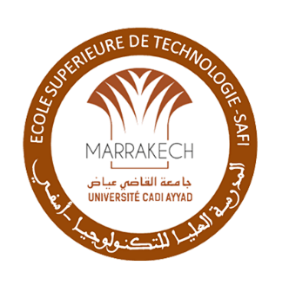 ECOLE SUPERIEURE DE TECHNOLOGIE -SAFI
MARRAKECH
جامعة القاضي عياض
UNIVERSITÉ CADI AYYAD
المدرسة العليا للتكنولوجيا - آسفي